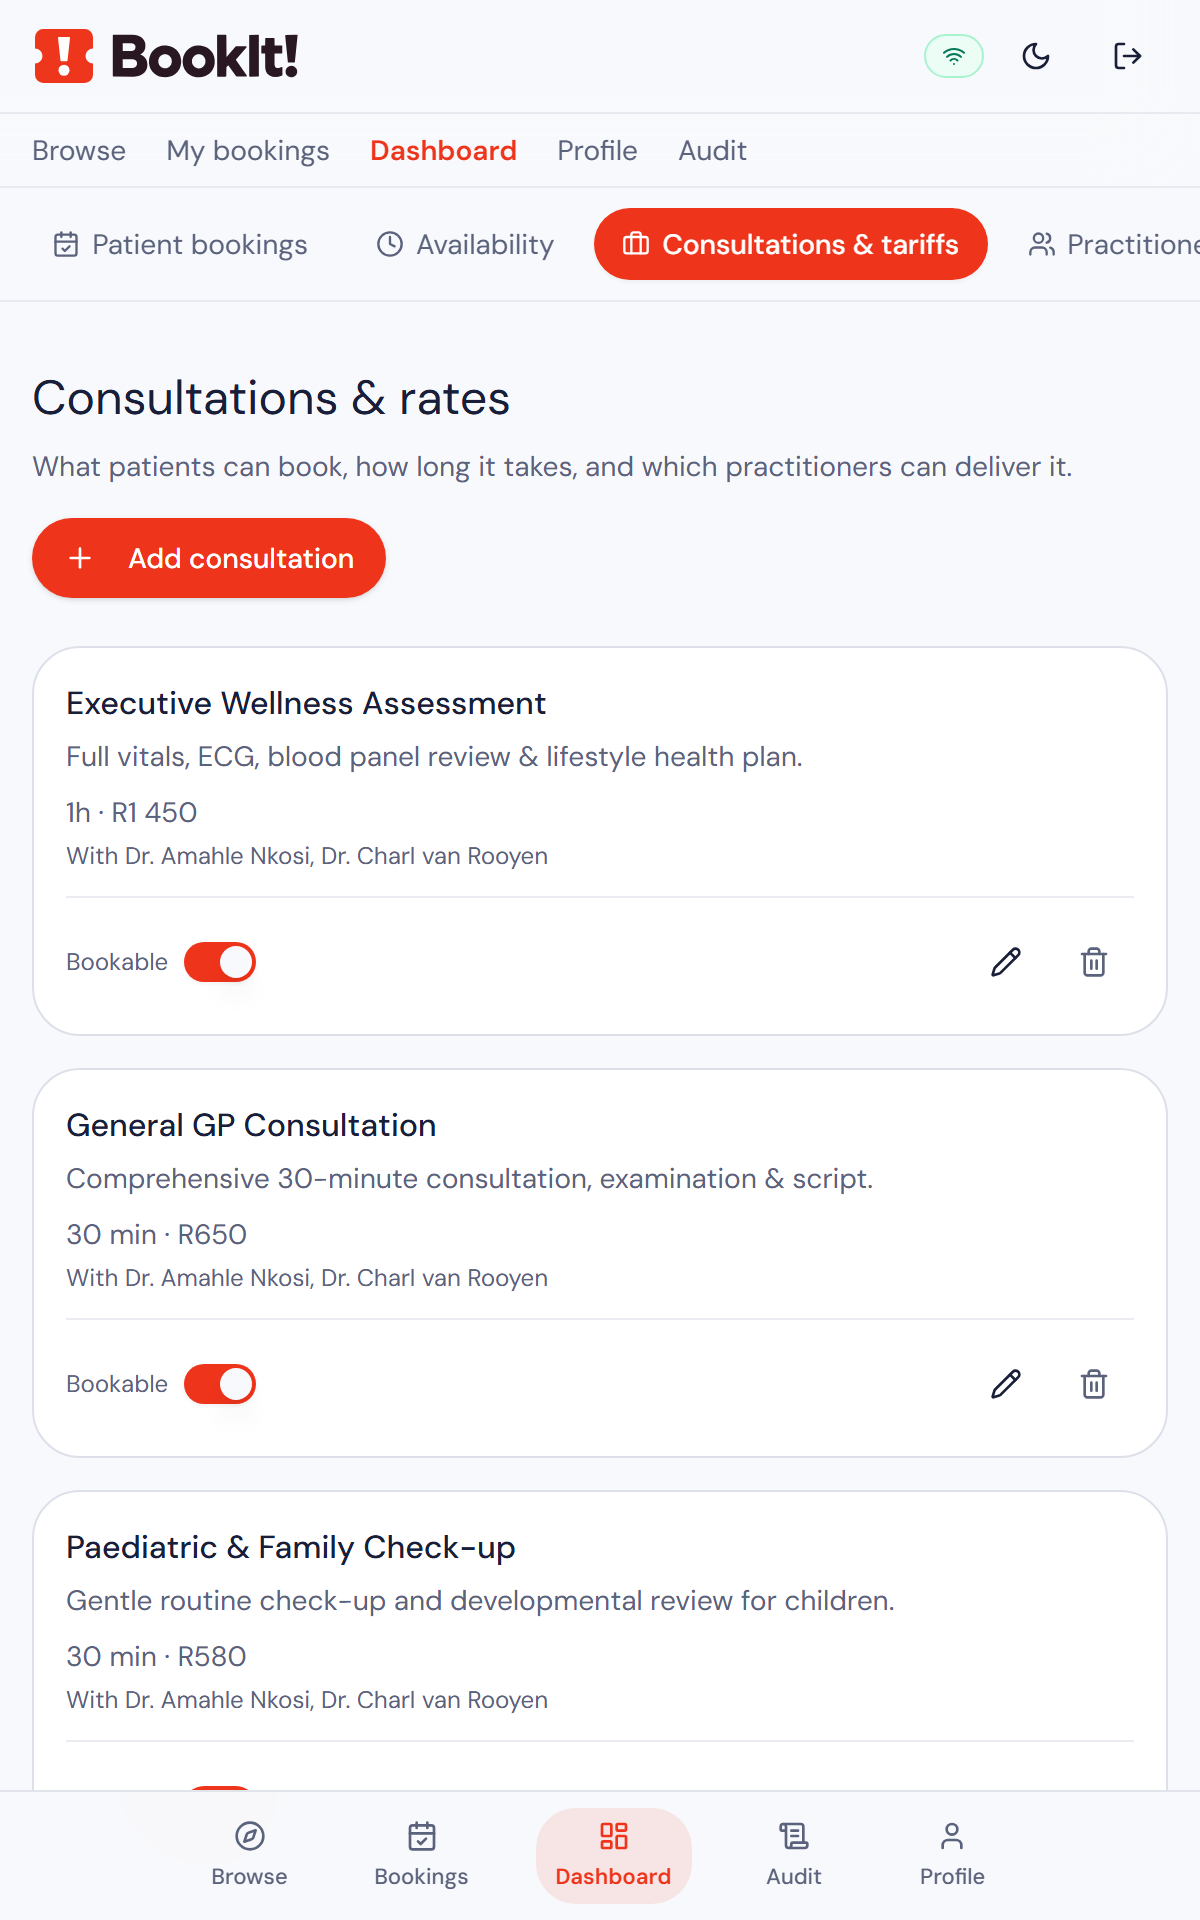 BookIt!
Browse
My bookings
Dashboard
Profile
Audit
Patient bookings
Availability
Consultations & tariffs
Practitione
Consultations & rates
What patients can book, how long it takes, and which practitioners can deliver it.
Add consultation
Executive Wellness Assessment
Full vitals, ECG, blood panel review & lifestyle health plan.
1h · R1 450
With Dr. Amahle Nkosi, Dr. Charl van Rooyen
Bookable
General GP Consultation
Comprehensive 30-minute consultation, examination & script.
30 min · R650
With Dr. Amahle Nkosi, Dr. Charl van Rooyen
Bookable
Paediatric & Family Check-up
Gentle routine check-up and developmental review for children.
30 min · R580
With Dr. Amahle Nkosi, Dr. Charl van Rooyen
Browse
Bookings
Dashboard
Audit
Profile